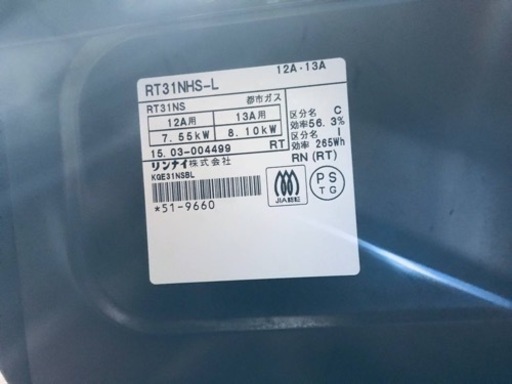 RT31NHS-L 12A・13A
RT31NS 都市ガス
12A用 13A用
7.55kW 8.10kW
15.03-004499 RT
リンナイ株式会社
KGE31NSBL
*51-9660
区分名 C
効率56.3%
区分名 I
効率 265Wh
RN (RT)
JIA認証
PS
TG